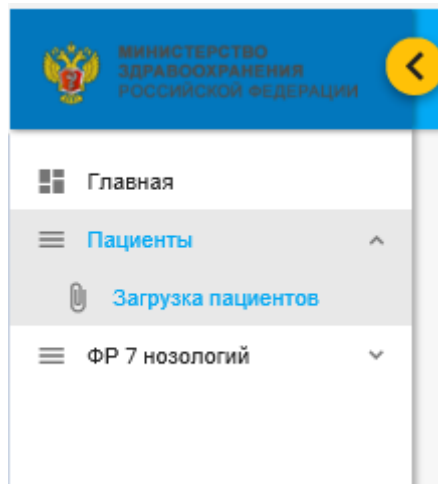 МИНИСТЕРСТВО
ЗДРАВООХРАНЕНИЯ
РОССИЙСКОЙ ФЕДЕРАЦИИ
Главная
Пациенты
Загрузка пациентов
ФР 7 нозологий